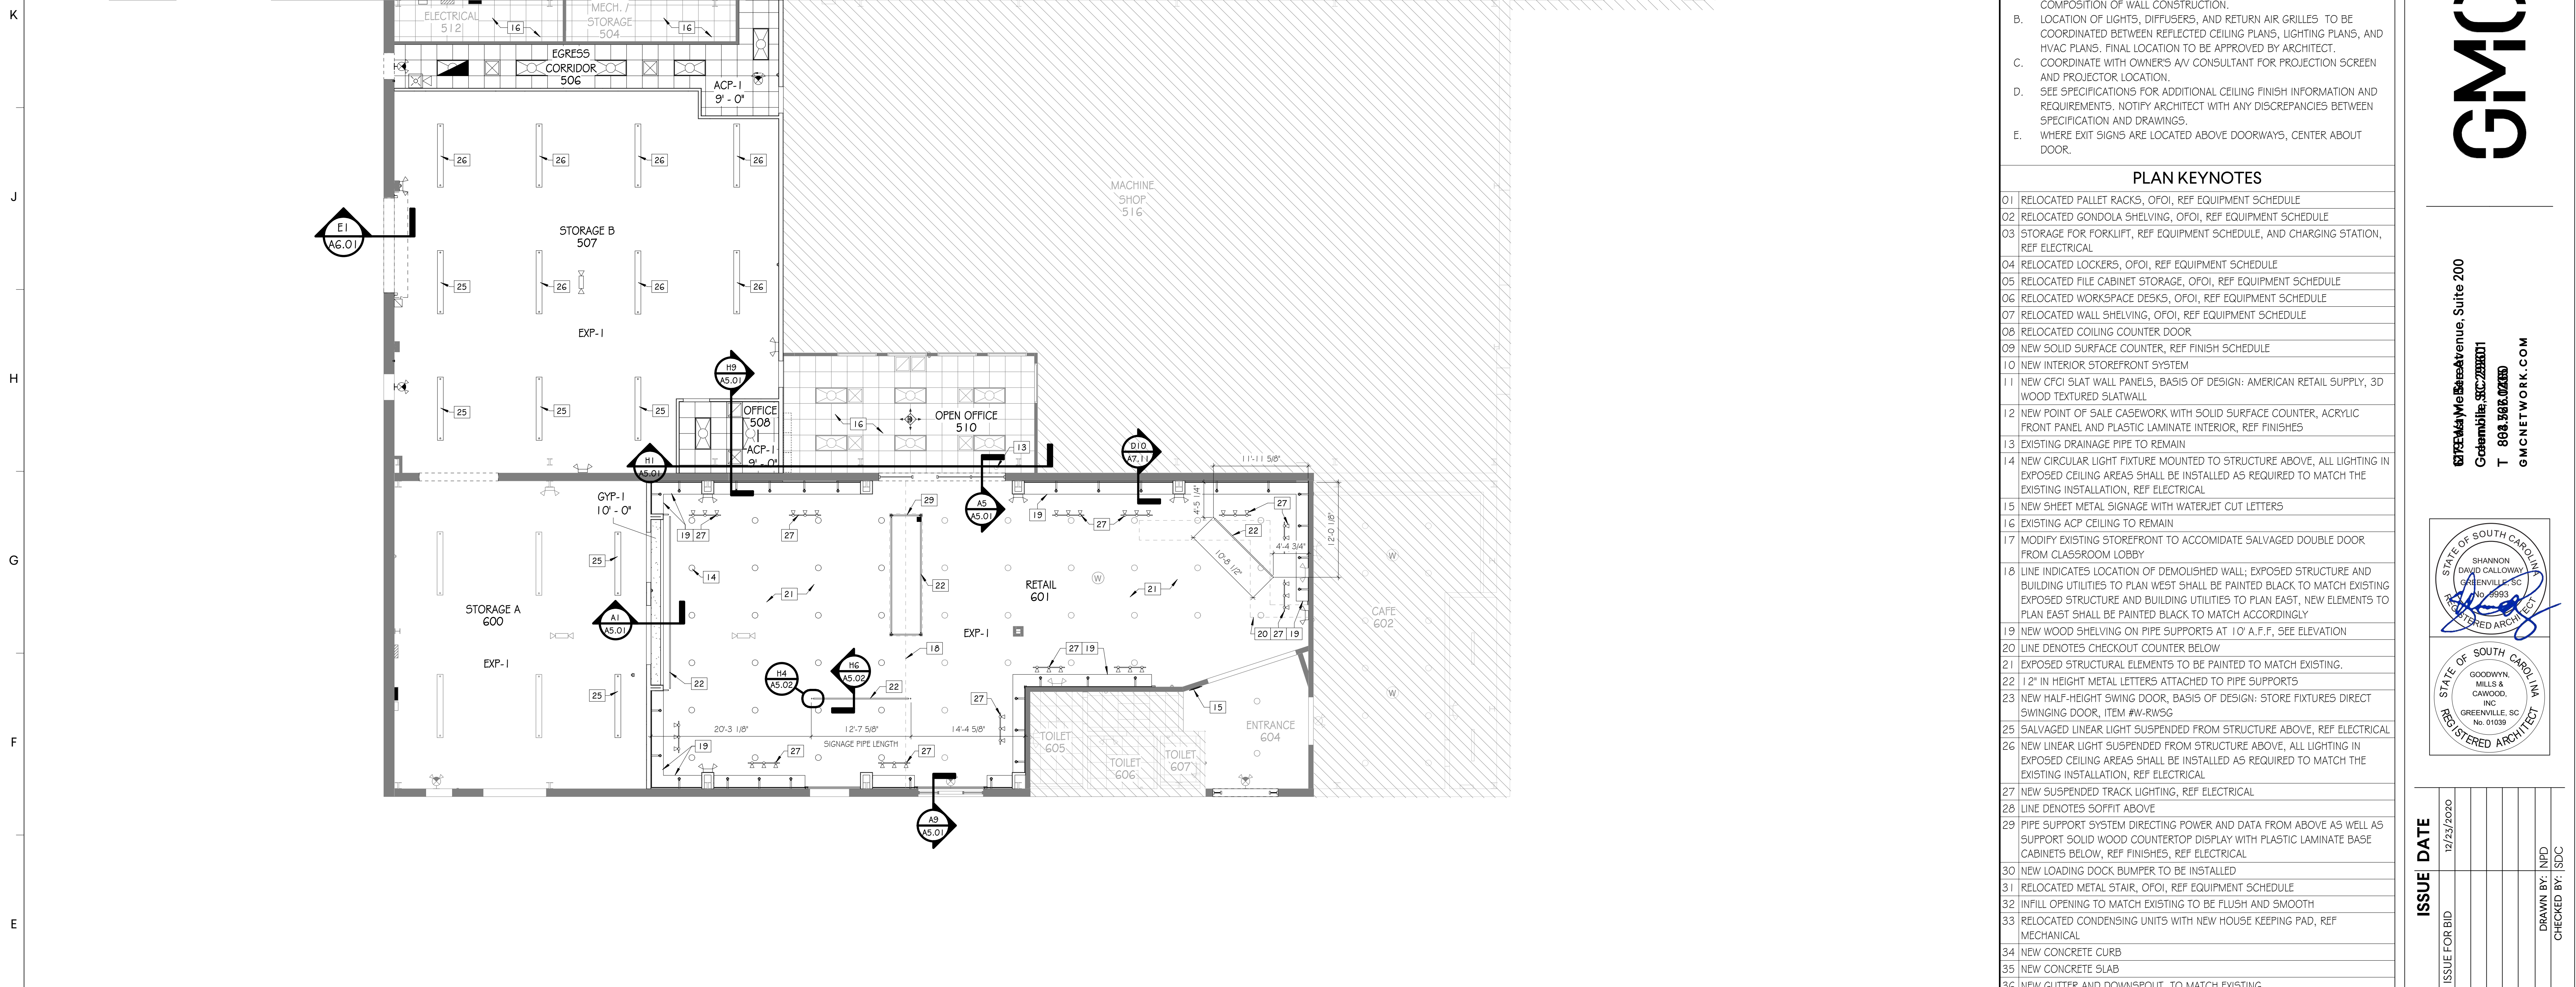 K
J
H
G
F
E
ELECTRICAL
512
16
MECH. /
STORAGE
504
16
EGRESS
CORRIDOR
506
ACP-1
9' - 0"
26
26
26
26
MACHINE
SHOP
516
E1
A6.01
STORAGE B
507
25
26
26
26
EXP-1
H9
A5.01
25
25
25
OFFICE
508
ACP-1
9' - 0"
16
OPEN OFFICE
510
13
H1
A5.01
D10
A7.11
11'-11 5/8"
GYP-1
10' - 0"
29
A5
A5.01
19
27
4'-5 1/4"
27
22
12'-0 1/8"
19 27
27
4'-4 3/4"
10'-8 1/2"
25
14
22
W
W
21
RETAIL
601
21
STORAGE A
600
A1
A5.01
CAFE
602
EXP-1
20 27 19
18
27 19
EXP-1
H4
A5.02
H6
A5.02
22
22
25
27
W
15
20'-3 1/8"
12'-7 5/8"
14'-4 5/8"
SIGNAGE PIPE LENGTH
19
27
27
TOILET
605
TOILET
606
TOILET
607
ENTRANCE
604
A9
A5.01
COMPOSITION OF WALL CONSTRUCTION.
B. LOCATION OF LIGHTS, DIFFUSERS, AND RETURN AIR GRILLES TO BE
COORDINATED BETWEEN REFLECTED CEILING PLANS, LIGHTING PLANS, AND
HVAC PLANS. FINAL LOCATION TO BE APPROVED BY ARCHITECT.
C. COORDINATE WITH OWNER'S A/V CONSULTANT FOR PROJECTION SCREEN
AND PROJECTOR LOCATION.
D. SEE SPECIFICATIONS FOR ADDITIONAL CEILING FINISH INFORMATION AND
REQUIREMENTS. NOTIFY ARCHITECT WITH ANY DISCREPANCIES BETWEEN
SPECIFICATION AND DRAWINGS.
E. WHERE EXIT SIGNS ARE LOCATED ABOVE DOORWAYS, CENTER ABOUT
DOOR.
PLAN KEYNOTES
01 RELOCATED PALLET RACKS, OFOI, REF EQUIPMENT SCHEDULE
02 RELOCATED GONDOLA SHELVING, OFOI, REF EQUIPMENT SCHEDULE
03 STORAGE FOR FORKLIFT, REF EQUIPMENT SCHEDULE, AND CHARGING STATION,
REF ELECTRICAL
04 RELOCATED LOCKERS, OFOI, REF EQUIPMENT SCHEDULE
05 RELOCATED FILE CABINET STORAGE, OFOI, REF EQUIPMENT SCHEDULE
06 RELOCATED WORKSPACE DESKS, OFOI, REF EQUIPMENT SCHEDULE
07 RELOCATED WALL SHELVING, OFOI, REF EQUIPMENT SCHEDULE
08 RELOCATED COILING COUNTER DOOR
09 NEW SOLID SURFACE COUNTER, REF FINISH SCHEDULE
10 NEW INTERIOR STOREFRONT SYSTEM
11 NEW CFCI SLAT WALL PANELS, BASIS OF DESIGN: AMERICAN RETAIL SUPPLY, 3D
WOOD TEXTURED SLATWALL
12 NEW POINT OF SALE CASEWORK WITH SOLID SURFACE COUNTER, ACRYLIC
FRONT PANEL AND PLASTIC LAMINATE INTERIOR, REF FINISHES
13 EXISTING DRAINAGE PIPE TO REMAIN
14 NEW CIRCULAR LIGHT FIXTURE MOUNTED TO STRUCTURE ABOVE, ALL LIGHTING IN
EXPOSED CEILING AREAS SHALL BE INSTALLED AS REQUIRED TO MATCH THE
EXISTING INSTALLATION, REF ELECTRICAL
15 NEW SHEET METAL SIGNAGE WITH WATERJET CUT LETTERS
16 EXISTING ACP CEILING TO REMAIN
17 MODIFY EXISTING STOREFRONT TO ACCOMIDATE SALVAGED DOUBLE DOOR
FROM CLASSROOM LOBBY
18 LINE INDICATES LOCATION OF DEMOLISHED WALL; EXPOSED STRUCTURE AND
BUILDING UTILITIES TO PLAN WEST SHALL BE PAINTED BLACK TO MATCH EXISTING
EXPOSED STRUCTURE AND BUILDING UTILITIES TO PLAN EAST, NEW ELEMENTS TO
PLAN EAST SHALL BE PAINTED BLACK TO MATCH ACCORDINGLY
19 NEW WOOD SHELVING ON PIPE SUPPORTS AT 10' A.F.F, SEE ELEVATION
20 LINE DENOTES CHECKOUT COUNTER BELOW
21 EXPOSED STRUCTURAL ELEMENTS TO BE PAINTED TO MATCH EXISTING.
22 12" IN HEIGHT METAL LETTERS ATTACHED TO PIPE SUPPORTS
23 NEW HALF-HEIGHT SWING DOOR, BASIS OF DESIGN: STORE FIXTURES DIRECT
SWINGING DOOR, ITEM #W-RWSG
25 SALVAGED LINEAR LIGHT SUSPENDED FROM STRUCTURE ABOVE, REF ELECTRICAL
26 NEW LINEAR LIGHT SUSPENDED FROM STRUCTURE ABOVE, ALL LIGHTING IN
EXPOSED CEILING AREAS SHALL BE INSTALLED AS REQUIRED TO MATCH THE
EXISTING INSTALLATION, REF ELECTRICAL
27 NEW SUSPENDED TRACK LIGHTING, REF ELECTRICAL
28 LINE DENOTES SOFFIT ABOVE
29 PIPE SUPPORT SYSTEM DIRECTING POWER AND DATA FROM ABOVE AS WELL AS
SUPPORT SOLID WOOD COUNTERTOP DISPLAY WITH PLASTIC LAMINATE BASE
CABINETS BELOW, REF FINISHES, REF ELECTRICAL
30 NEW LOADING DOCK BUMPER TO BE INSTALLED
31 RELOCATED METAL STAIR, OFOI, REF EQUIPMENT SCHEDULE
32 INFILL OPENING TO MATCH EXISTING TO BE FLUSH AND SMOOTH
33 RELOCATED CONDENSING UNITS WITH NEW HOUSE KEEPING PAD, REF
MECHANICAL
34 NEW CONCRETE CURB
35 NEW CONCRETE SLAB
36 NEW GUTTER AND DOWNSPOUT, TO MATCH EXISTING
GMC
Avenue, Suite 200
T
GMCNETWORK.COM
STATE OF SOUTH CAROLINA
SHANNON
DAVID CALLOWAY
GREENVILLE, SC
No. 9993
REGISTERED ARCHITECT
STATE OF SOUTH CAROLINA
GOODWYN,
MILLS &
CAWOOD,
INC
GREENVILLE, SC
No. 01039
REGISTERED ARCHITECT
ISSUE DATE
ISSUE FOR BID 12/23/2020
DRAWN BY: NPD
CHECKED BY: SDC